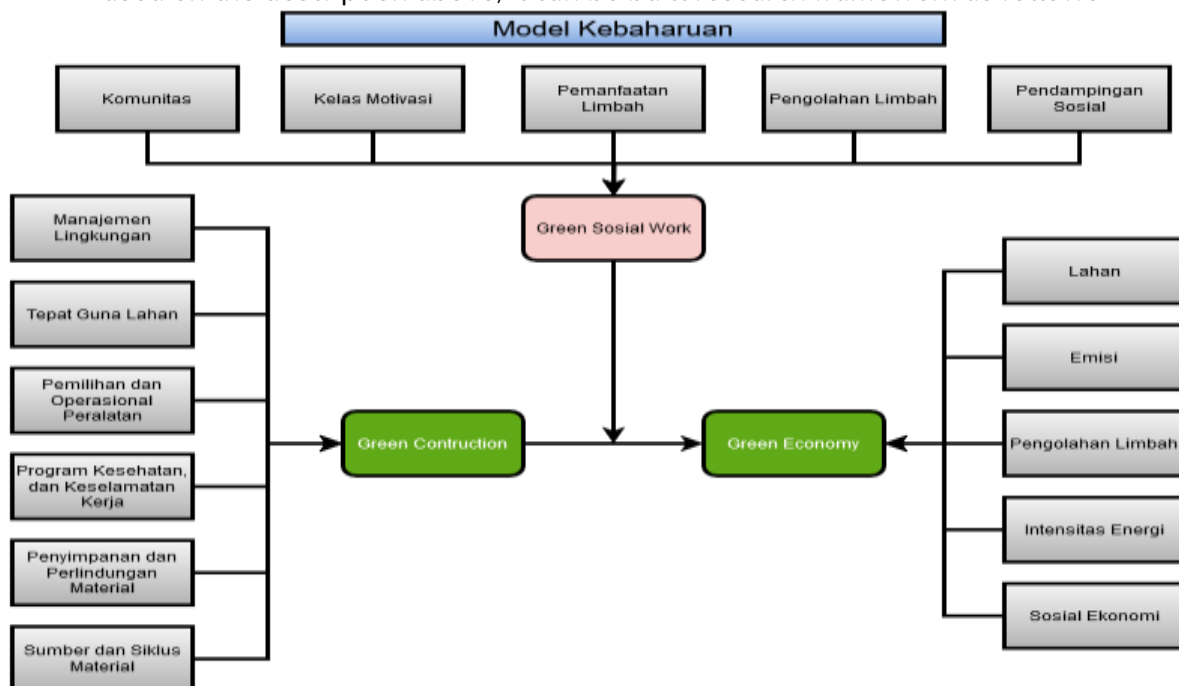 Model Kebaharuan
Komunitas
Kelas Motivasi
Pemanfaatan
Limbah
Pengolahan Limbah
Pendampingan
Sosial
Green Sosial Work
Manajemen
Lingkungan
Tepat Guna Lahan
Pemilihan dan
Operasional
Peralatan
Program Kesehatan,
dan Keselamatan
Kerja
Penyimpanan dan
Perlindungan
Material
Sumber dan Siklus
Material
Green Contruction
Green Economy
Lahan
Emisi
Pengolahan Limbah
Intensitas Energi
Sosial Ekonomi